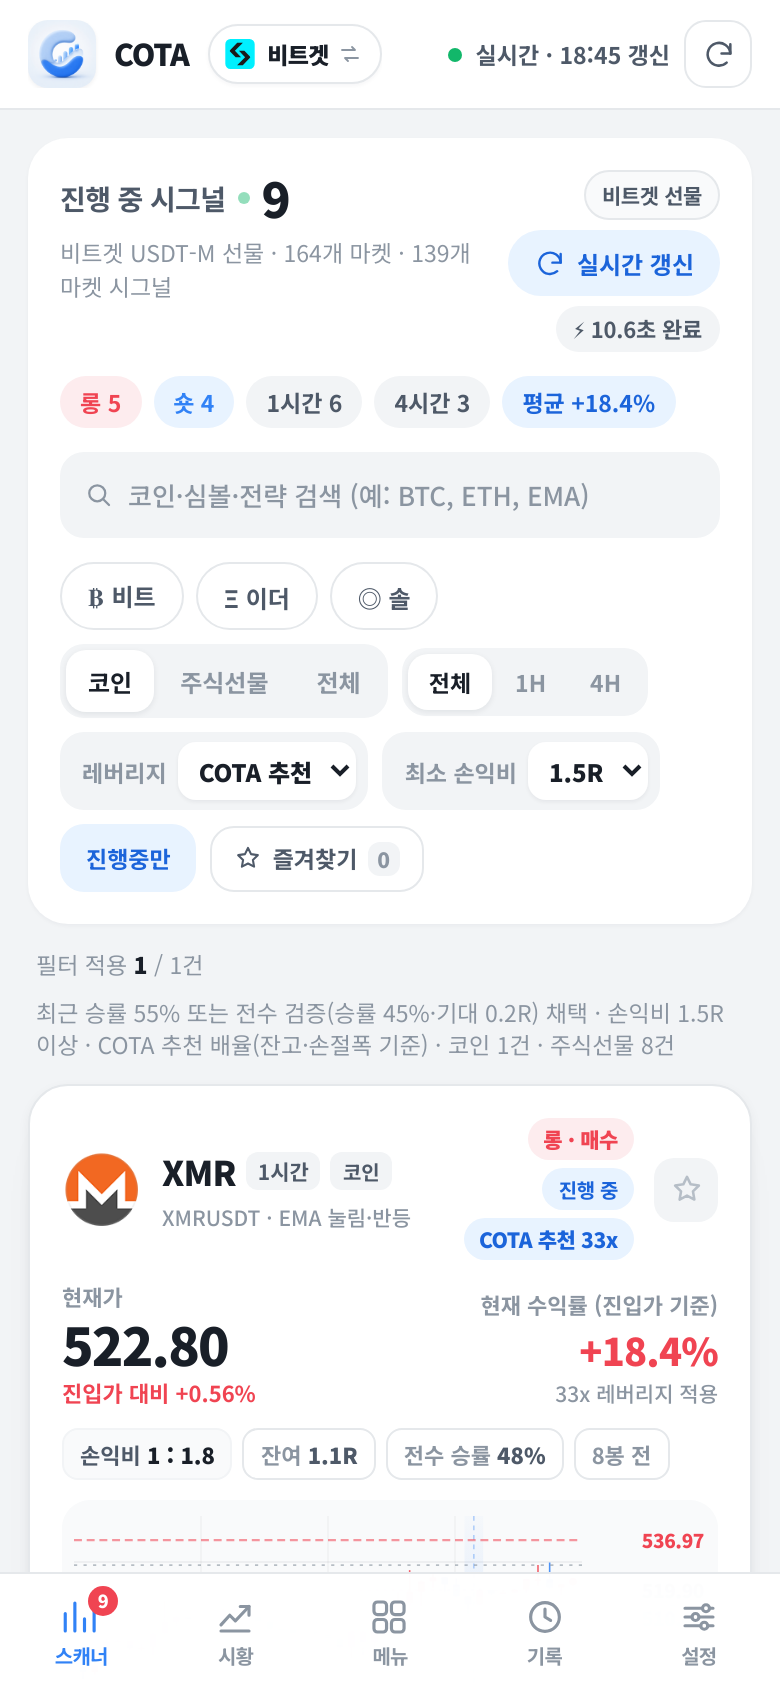 COTA 비트겟 실시간 · 18:45 갱신
진행 중 시그널 9
비트겟 선물
비트겟 USDT-M 선물 · 164개 마켓 · 139개
마켓 시그널
실시간 갱신
⚡ 10.6초 완료
롱 5 숏 4 1시간 6 4시간 3 평균 +18.4%
코인·심볼·전략 검색 (예: BTC, ETH, EMA)
₿ 비트 Ξ 이더 ◎ 솔
코인 주식선물 전체 전체 1H 4H
레버리지 COTA 추천 최소 손익비 1.5R
진행중만 즐겨찾기 0
필터 적용 1 / 1건
최근 승률 55% 또는 전수 검증(승률 45%·기대 0.2R) 채택 · 손익비 1.5R
이상 · COTA 추천 배율(잔고·손절폭 기준) · 코인 1건 · 주식선물 8건
XMR 1시간 코인
XMRUSDT · EMA 눌림·반등
롱 · 매수
진행 중
COTA 추천 33x
현재가
522.80
진입가 대비 +0.56%
현재 수익률 (진입가 기준)
+18.4%
33x 레버리지 적용
손익비 1 : 1.8 잔여 1.1R 전수 승률 48% 8봉 전
536.97
9
스캐너 시황 메뉴 기록 설정